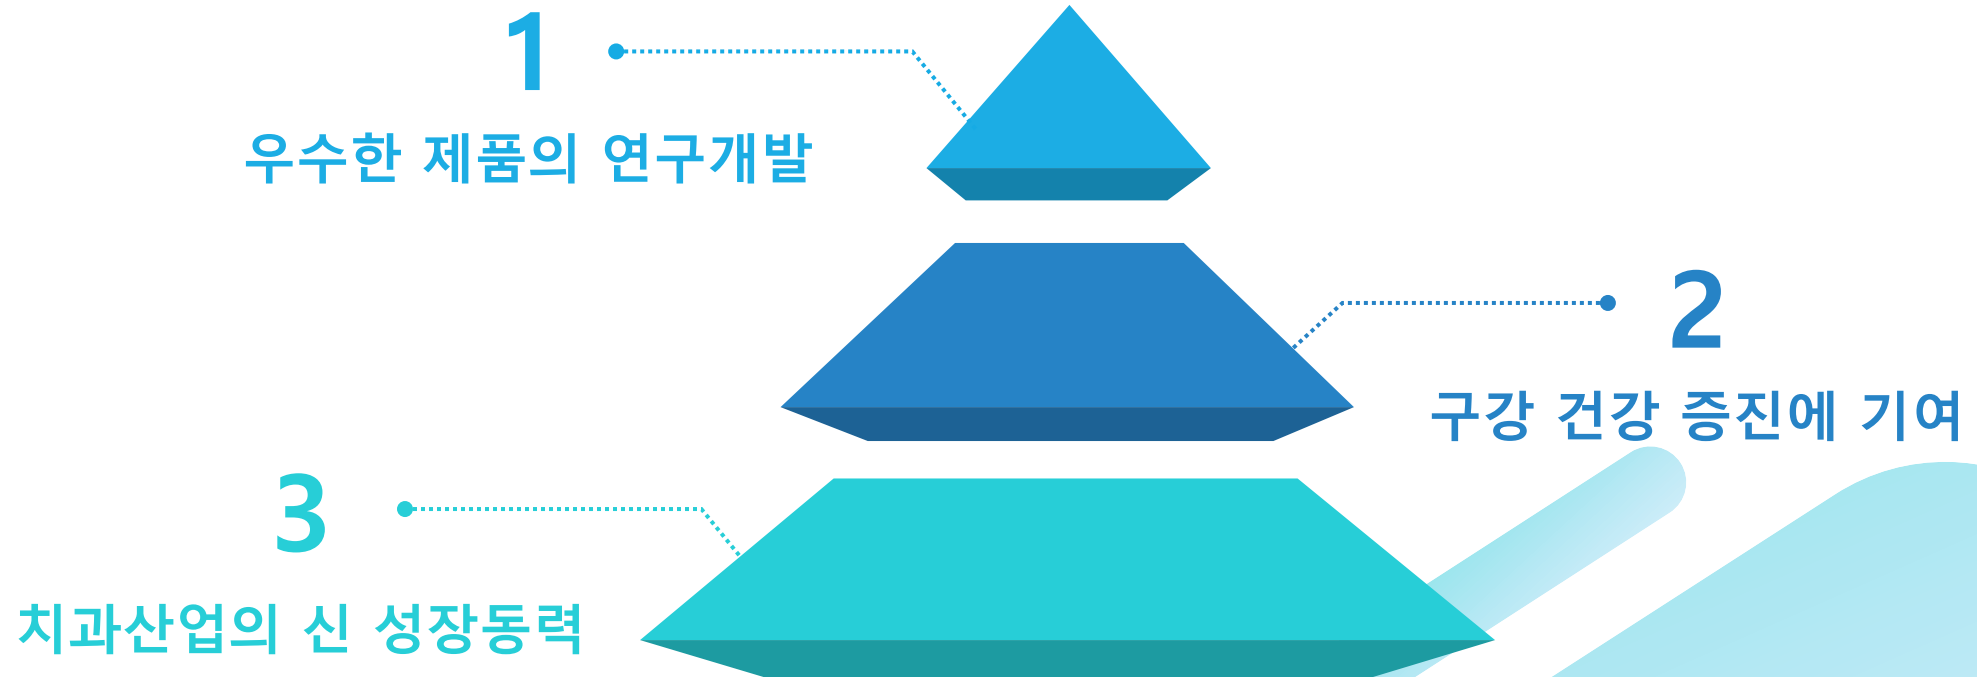 1
우수한 제품의 연구개발
2
구강 건강 증진에 기여
3
치과산업의 신 성장동력